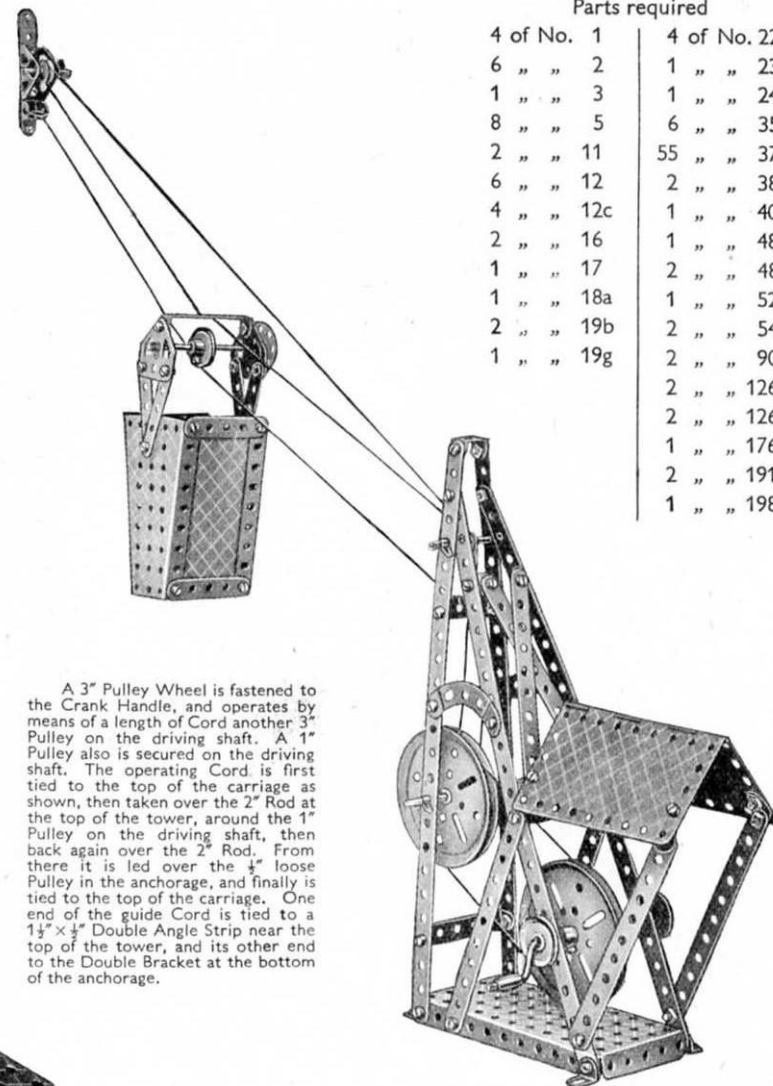 Parts required
4 of No. 1
6 „ „ 2
1 „ „ 3
8 „ „ 5
2 „ „ 11
6 „ „ 12
4 „ „ 12c
2 „ „ 16
1 „ „ 17
1 „ „ 18a
2 „ „ 19b
1 „ „ 19g
4 of No. 22
1 „ „ 23
1 „ „ 24
6 „ „ 35
55 „ „ 37
2 „ „ 38
1 „ „ 40
1 „ „ 48
2 „ „ 48
1 „ „ 52
2 „ „ 54
2 „ „ 90
2 „ „ 126
2 „ „ 126
1 „ „ 176
2 „ „ 191
1 „ „ 198
A 3″ Pulley Wheel is fastened to
the Crank Handle, and operates by
means of a length of Cord another 3″
Pulley on the driving shaft. A 1″
Pulley also is secured on the driving
shaft. The operating Cord is first
tied to the top of the carriage as
shown, then taken over the 2″ Rod at
the top of the tower, around the 1″
Pulley on the driving shaft, then
back again over the 2″ Rod. From
there it is led over the ½″ loose
Pulley in the anchorage, and finally is
tied to the top of the carriage. One
end of the guide Cord is tied to a
1½″ × ½″ Double Angle Strip near the
top of the tower, and its other end
to the Double Bracket at the bottom
of the anchorage.